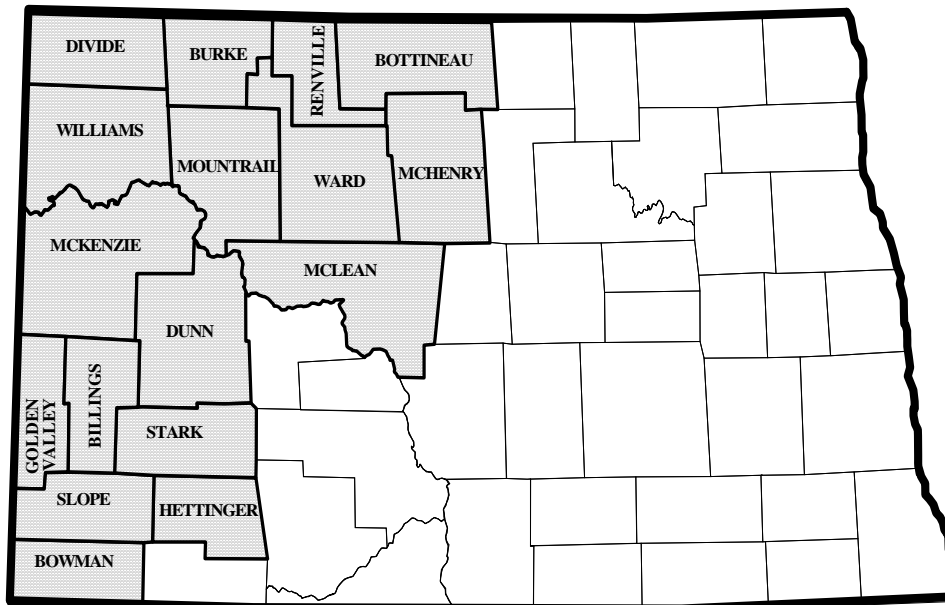 DIVIDE
BURKE
RENVILLE
BOTTINEAU
WILLIAMS
MOUNTRAIL
WARD
MCHENRY
MCKENZIE
MCLEAN
DUNN
GOLDEN
VALLEY
BILLINGS
STARK
SLOPE
HETTINGER
BOWMAN